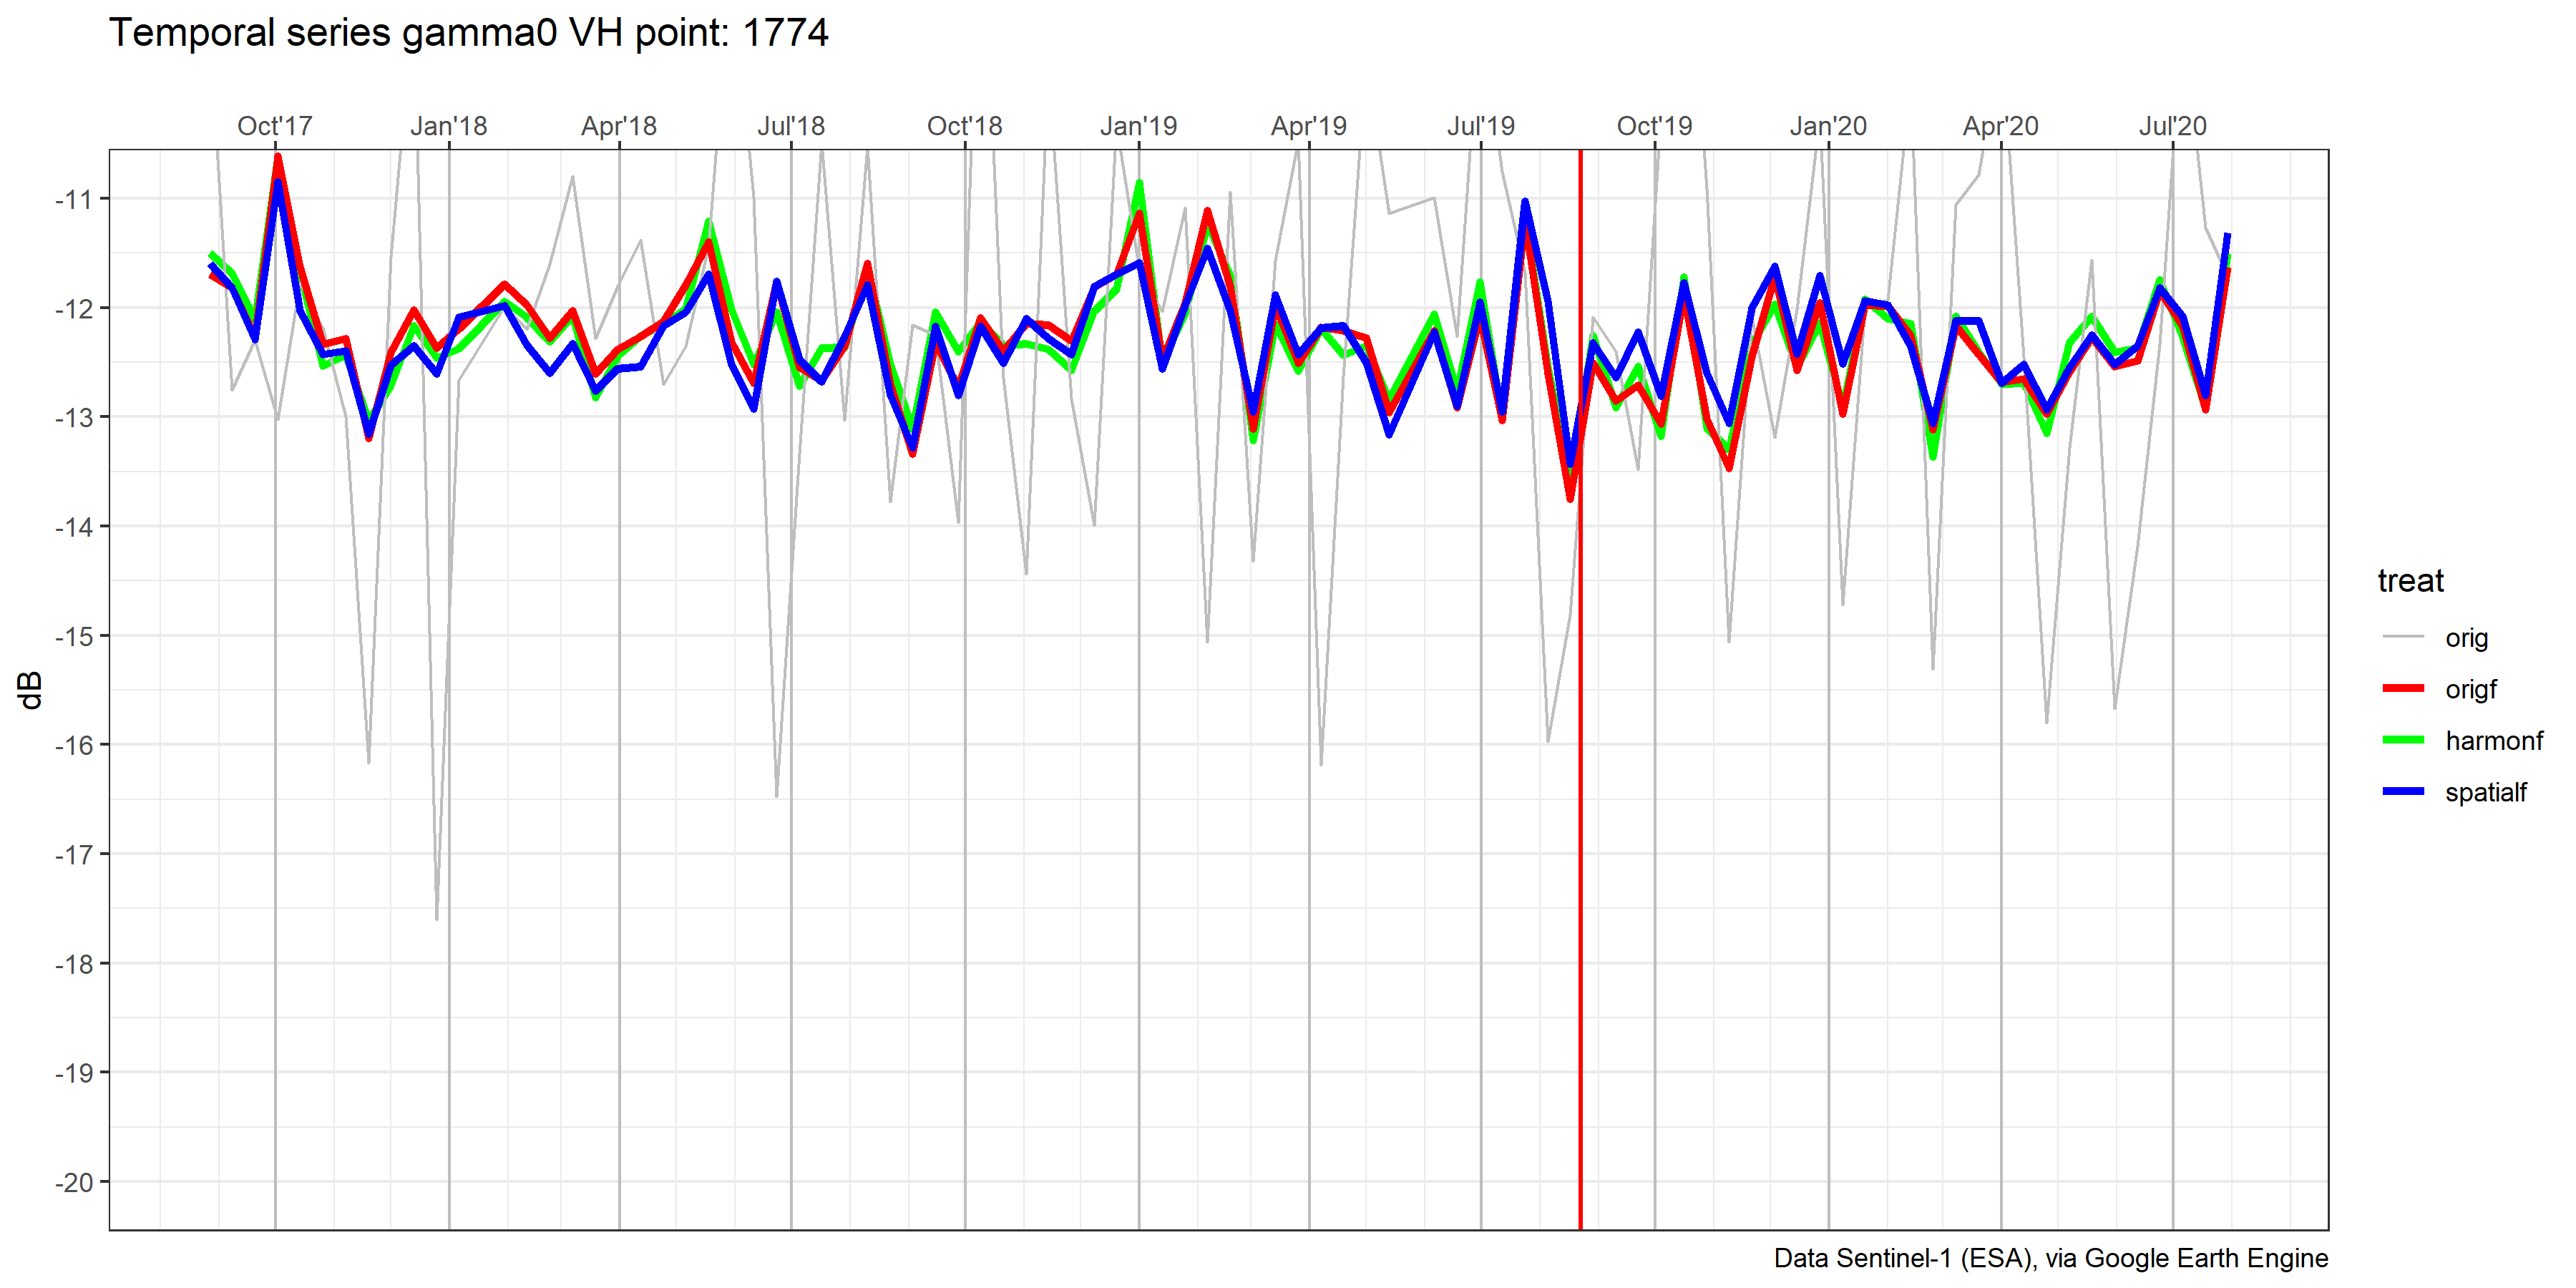 Temporal series gamma0 VH point: 1774
Oct'17 Jan'18 Apr'18 Jul'18 Oct'18 Jan'19 Apr'19 Jul'19 Oct'19 Jan'20 Apr'20 Jul'20
-11
-12
-13
-14
-15
-16
-17
-18
-19
-20
dB
treat
orig
origf
harmonf
spatialf
Data Sentinel-1 (ESA), via Google Earth Engine